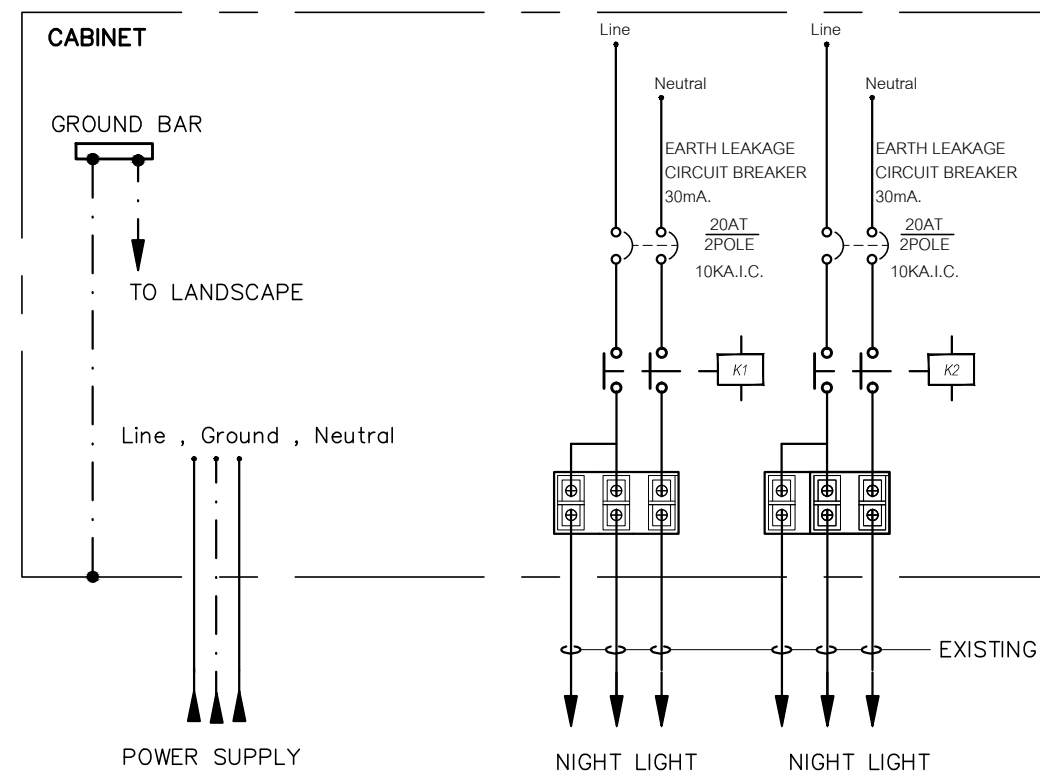 CABINET
GROUND BAR
TO LANDSCAPE
Line , Ground , Neutral
POWER SUPPLY
Line
Neutral
EARTH LEAKAGE
CIRCUIT BREAKER
30mA.
20AT
2POLE
10KA.I.C.
K1
NIGHT LIGHT
Line
Neutral
EARTH LEAKAGE
CIRCUIT BREAKER
30mA.
20AT
2POLE
10KA.I.C.
K2
EXISTING
NIGHT LIGHT